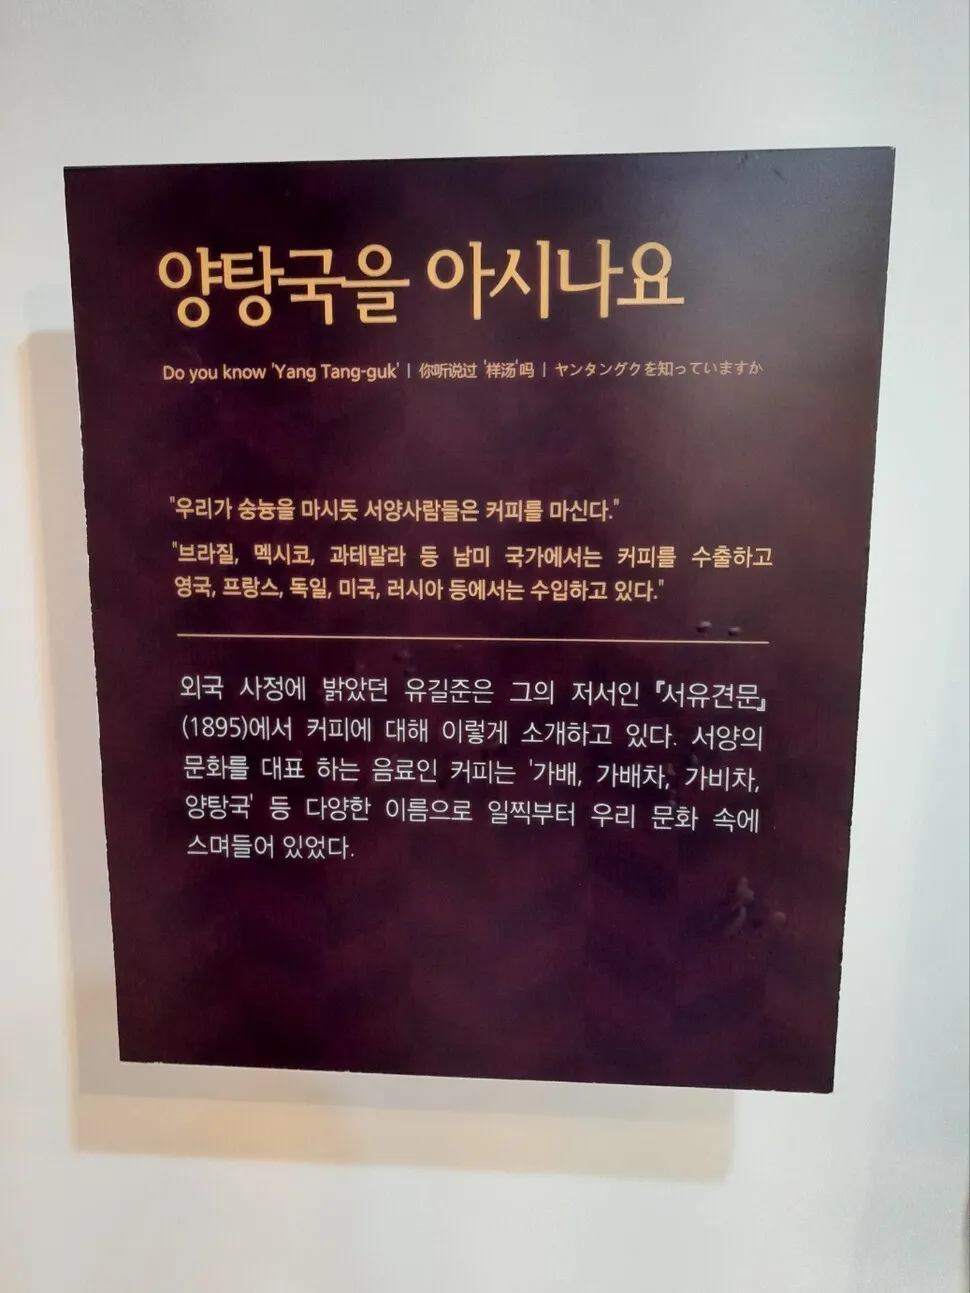 양탕국을 아시나요
Do you know 'Yang Tang-guk' | 你听说过 '样汤'吗 | ヤンタングクを知っていますか
"우리가 숭늉을 마시듯 서양사람들은 커피를 마신다."
"브라질, 멕시코, 과테말라 등 남미 국가에서는 커피를 수출하고
영국, 프랑스, 독일, 미국, 러시아 등에서는 수입하고 있다."
외국 사정에 밝았던 유길준은 그의 저서인 『서유견문』
(1895)에서 커피에 대해 이렇게 소개하고 있다. 서양의
문화를 대표 하는 음료인 커피는 '가배, 가배차, 가비차,
양탕국' 등 다양한 이름으로 일찍부터 우리 문화 속에
스며들어 있었다.